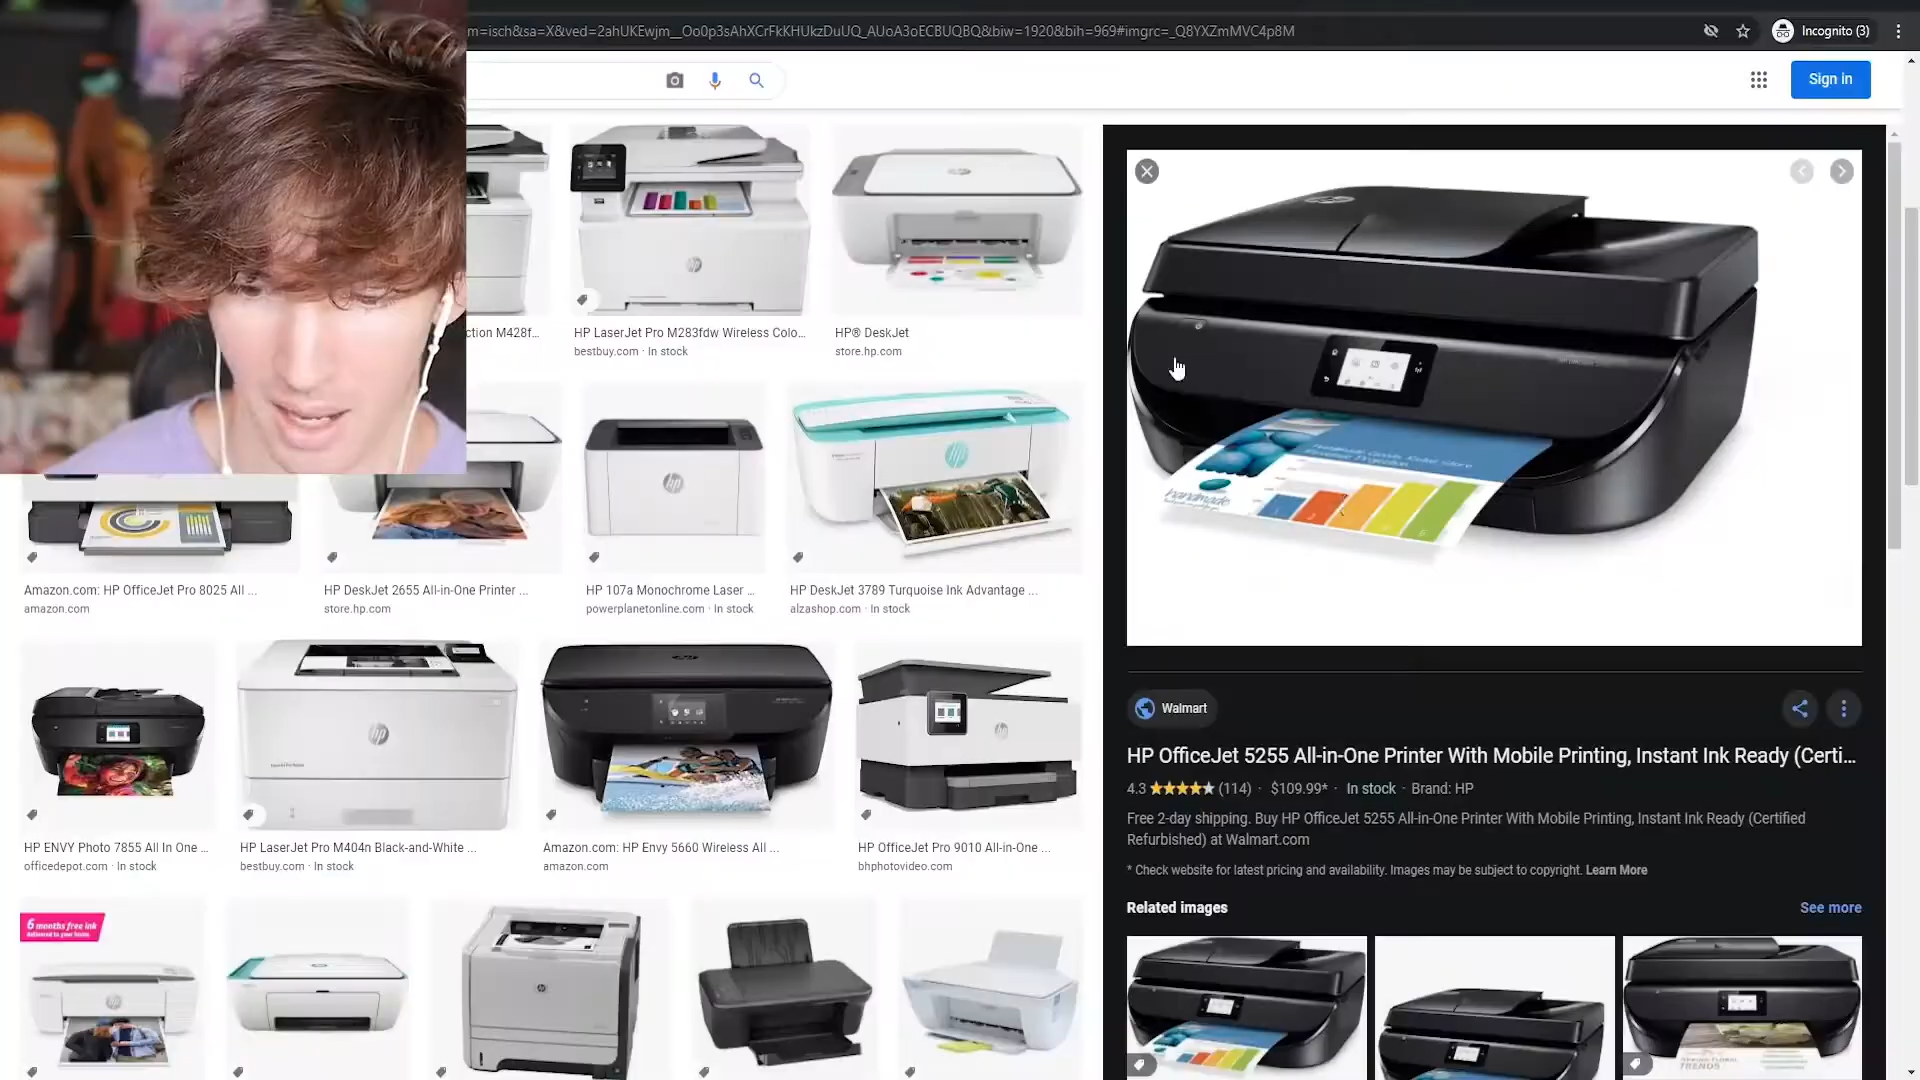 m=isch&sa=X&ved=2ahUKEwjm__Oo0p3sAhXCrFkKHUkzDuUQ_AUoA3oECBUQBQ&biw=1920&bih=969#imgrc=_Q8YXZmMVC4p8M
Incognito (3)
Sign in
ction M428f...
HP LaserJet Pro M283fdw Wireless Colo...
bestbuy.com · In stock
HP® DeskJet
store.hp.com
Amazon.com: HP OfficeJet Pro 8025 All ...
amazon.com
HP DeskJet 2655 All-in-One Printer ...
store.hp.com
HP 107a Monochrome Laser ...
powerplanetonline.com · In stock
HP DeskJet 3789 Turquoise Ink Advantage ...
alzashop.com · In stock
HP ENVY Photo 7855 All In One ...
officedepot.com · In stock
HP LaserJet Pro M404n Black-and-White ...
bestbuy.com · In stock
Amazon.com: HP Envy 5660 Wireless All ...
amazon.com
HP OfficeJet Pro 9010 All-in-One ...
bhphotovideo.com
6 months free ink
delivered to your home.
handmade
Walmart
HP OfficeJet 5255 All-in-One Printer With Mobile Printing, Instant Ink Ready (Certi...
4.3 (114) · $109.99* · In stock · Brand: HP
Free 2-day shipping. Buy HP OfficeJet 5255 All-in-One Printer With Mobile Printing, Instant Ink Ready (Certified
Refurbished) at Walmart.com
* Check website for latest pricing and availability. Images may be subject to copyright. Learn More
Related images
See more
TRENDS